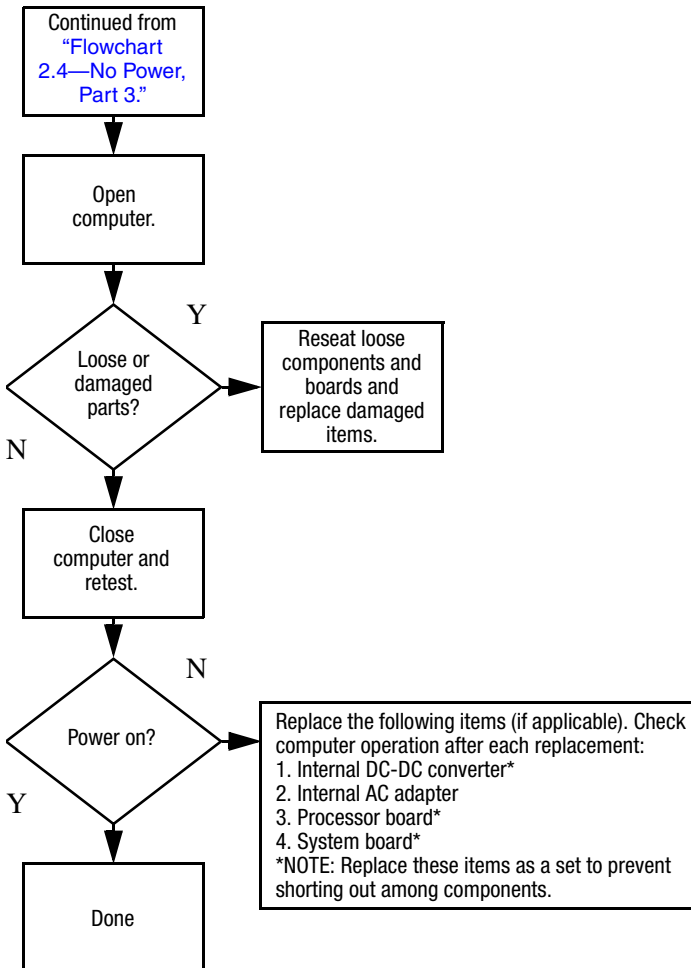 Continued from
“Flowchart
2.4—No Power,
Part 3.”
Open
computer.
Y
Loose or
damaged
parts?
Reseat loose
components and
boards and
replace damaged
items.
N
Close
computer and
retest.
N
Power on?
Replace the following items (if applicable). Check
computer operation after each replacement:
1. Internal DC-DC converter*
2. Internal AC adapter
3. Processor board*
4. System board*
*NOTE: Replace these items as a set to prevent
shorting out among components.
Y
Done